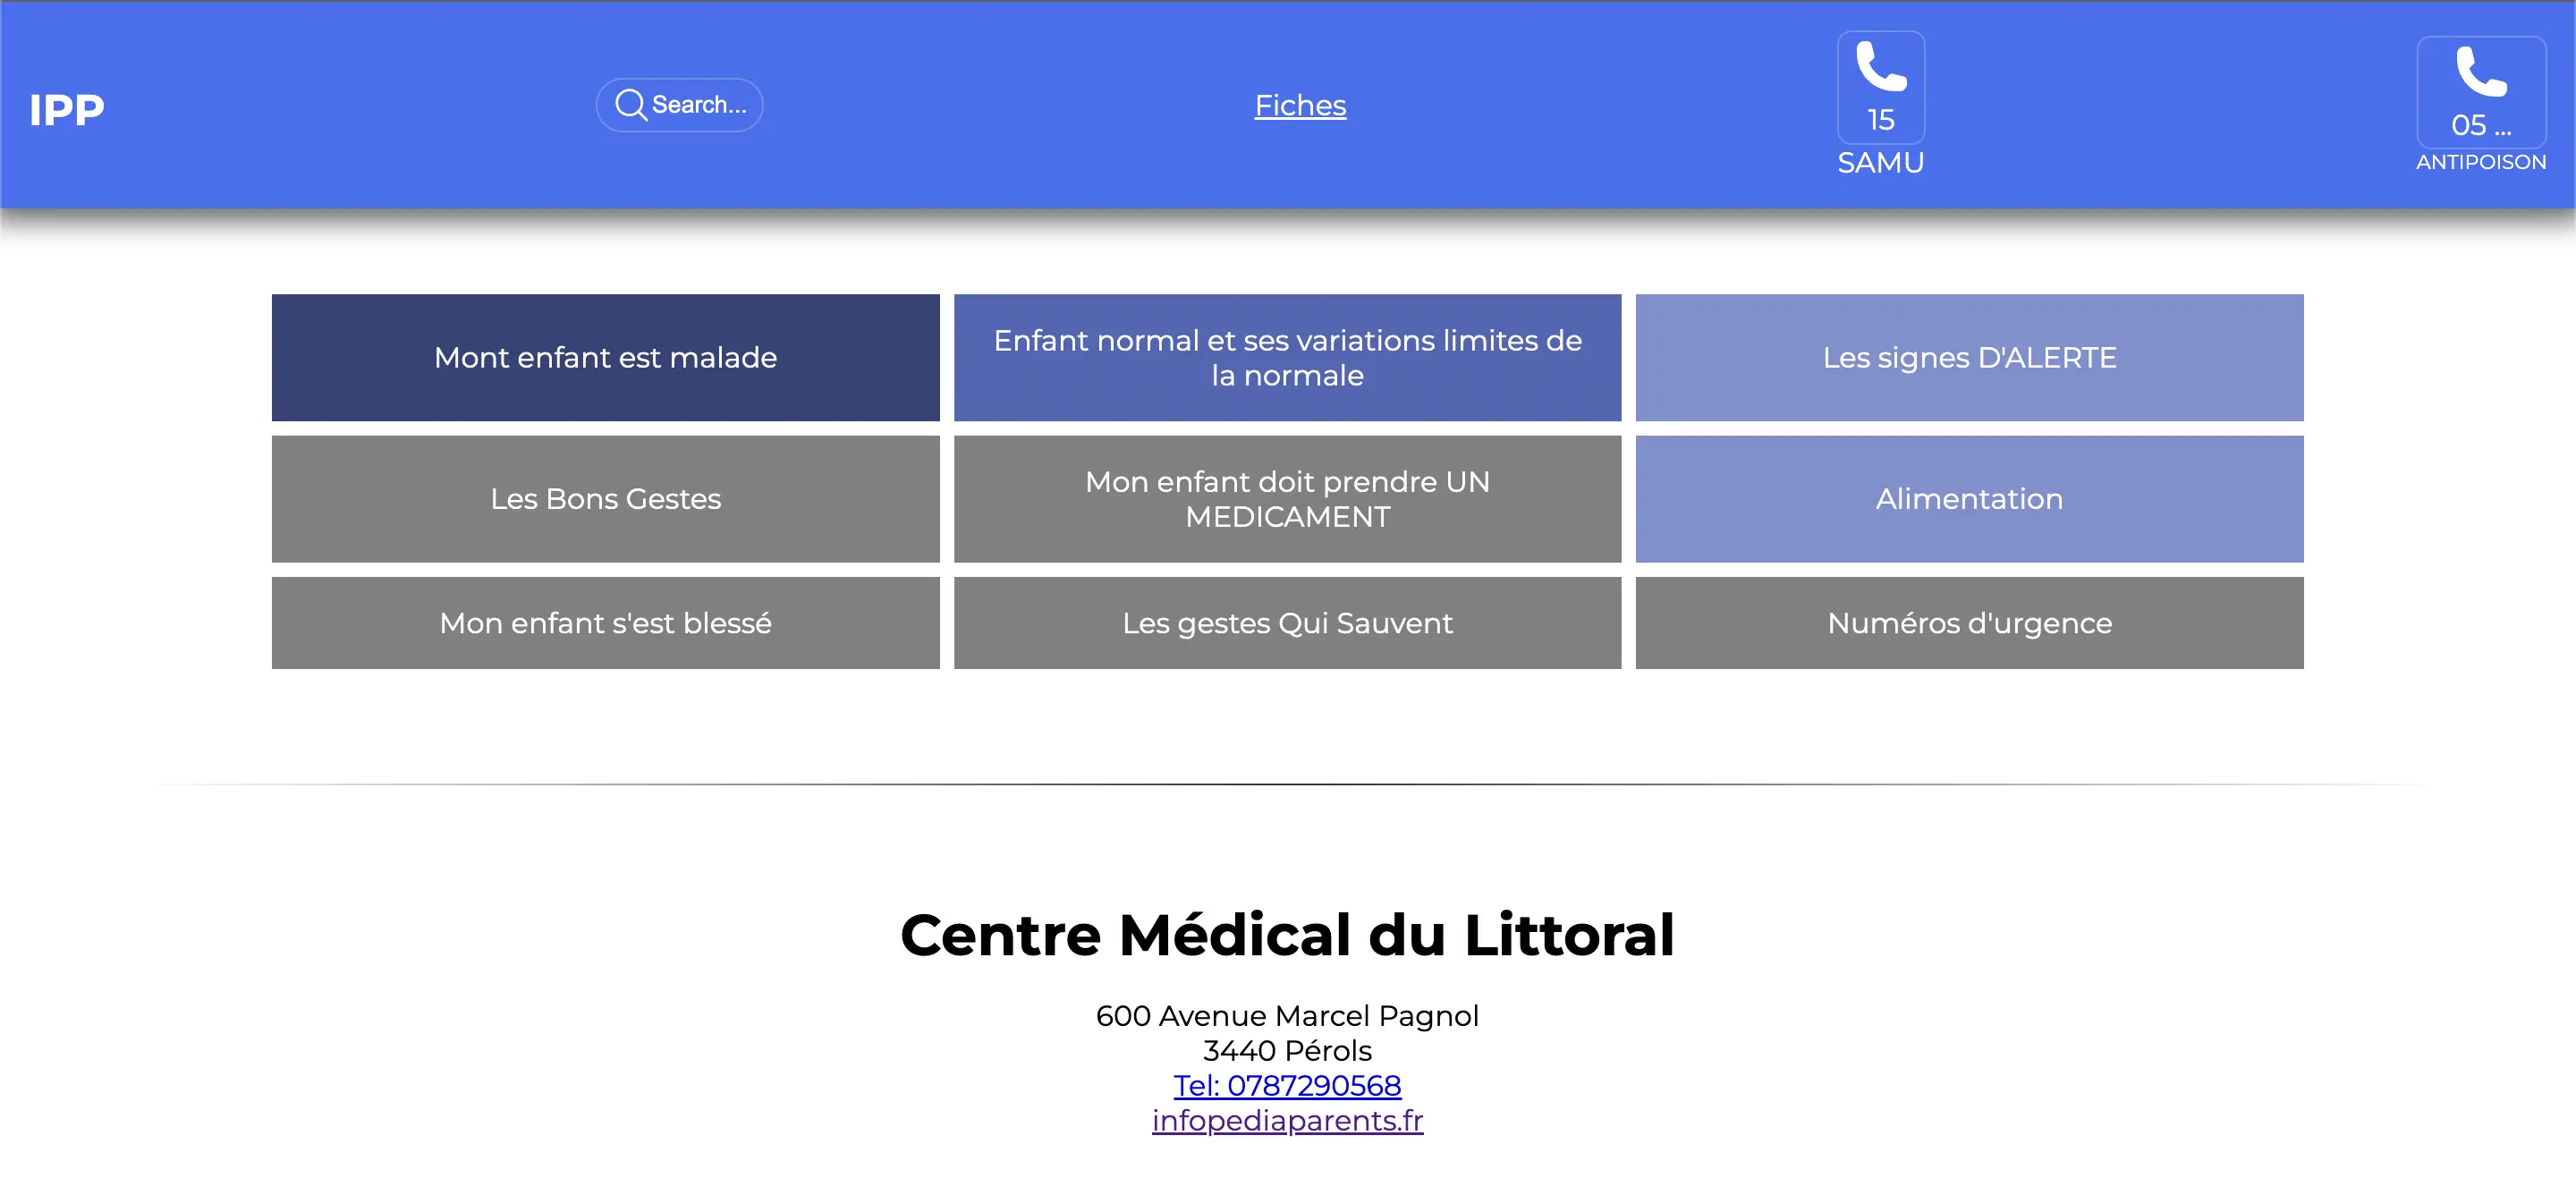 IPP
Search...
Fiches
15
SAMU
05 ...
ANTIPOISON
Mont enfant est malade
Enfant normal et ses variations limites de
la normale
Les signes D'ALERTE
Les Bons Gestes
Mon enfant doit prendre UN
MEDICAMENT
Alimentation
Mon enfant s'est blessé
Les gestes Qui Sauvent
Numéros d'urgence
Centre Médical du Littoral
600 Avenue Marcel Pagnol
3440 Pérols
Tel: 0787290568
infopediaparents.fr